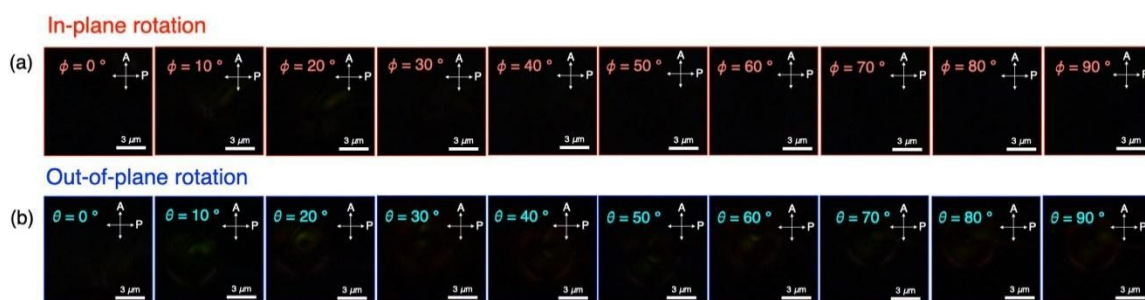 In-plane rotation
(a)
ϕ = 0 ° A P 3 μm
ϕ = 10 ° A P 3 μm
ϕ = 20 ° A P 3 μm
ϕ = 30 ° A P 3 μm
ϕ = 40 ° A P 3 μm
ϕ = 50 ° A P 3 μm
ϕ = 60 ° A P 3 μm
ϕ = 70 ° A P 3 μm
ϕ = 80 ° A P 3 μm
ϕ = 90 ° A P 3 μm
Out-of-plane rotation
(b)
θ = 0 ° A P 3 μm
θ = 10 ° A P 3 μm
θ = 20 ° A P 3 μm
θ = 30 ° A P 3 μm
θ = 40 ° A P 3 μm
θ = 50 ° A P 3 μm
θ = 60 ° A P 3 μm
θ = 70 ° A P 3 μm
θ = 80 ° A P 3 μm
θ = 90 ° A P 3 μm